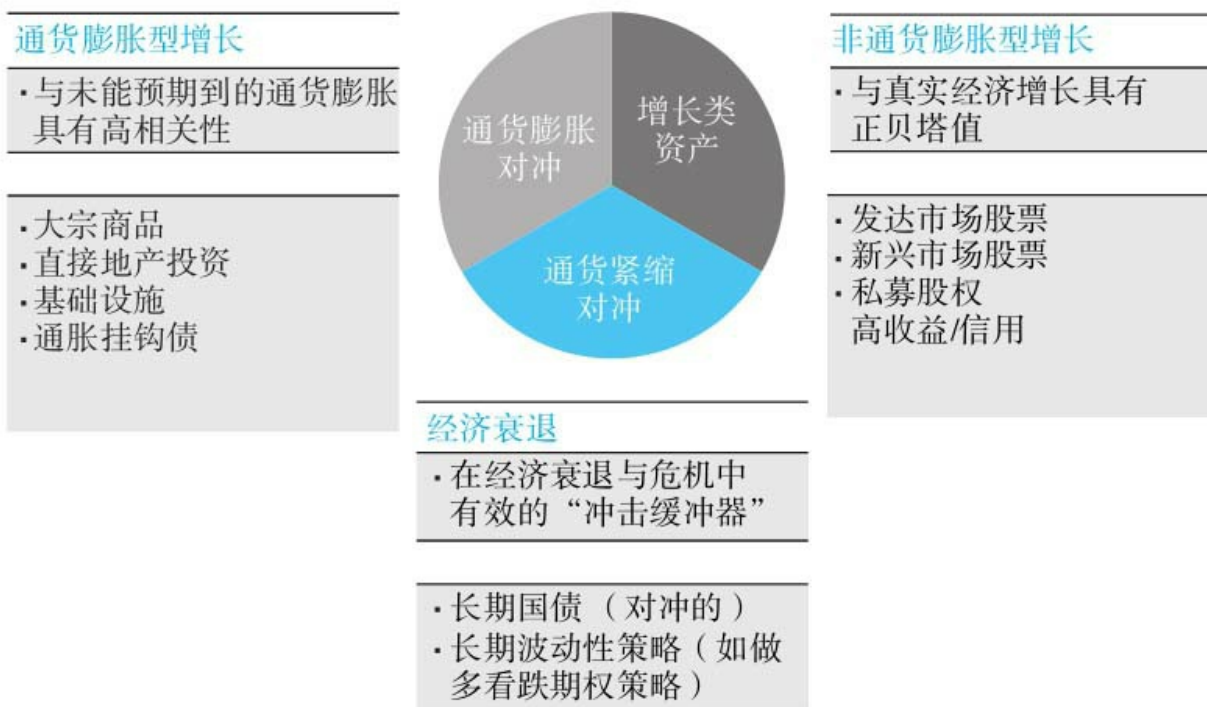 通货膨胀型增长
·与未能预期到的通货膨胀
具有高相关性
·大宗商品
·直接地产投资
·基础设施
·通胀挂钩债
通货膨胀
对冲
增长类
资产
通货紧缩
对冲
非通货膨胀型增长
·与真实经济增长具有
正贝塔值
·发达市场股票
·新兴市场股票
·私募股权
高收益/信用
经济衰退
·在经济衰退与危机中
有效的“冲击缓冲器”
·长期国债（对冲的）
·长期波动性策略（如做
多看跌期权策略）